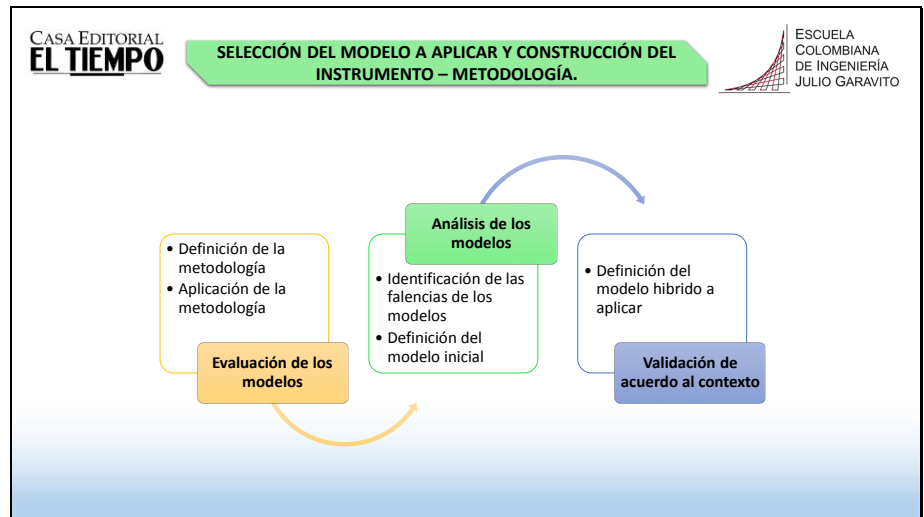 CASA EDITORIAL
EL TIEMPO
SELECCIÓN DEL MODELO A APLICAR Y CONSTRUCCIÓN DEL
INSTRUMENTO – METODOLOGÍA.
ESCUELA
COLOMBIANA
DE INGENIERÍA
JULIO GARAVITO
• Definición de la
metodología
• Aplicación de la
metodología
Evaluación de los
modelos
Análisis de los
modelos
• Identificación de las
falencias de los
modelos
• Definición del
modelo inicial
• Definición del
modelo hibrido a
aplicar
Validación de
acuerdo al contexto